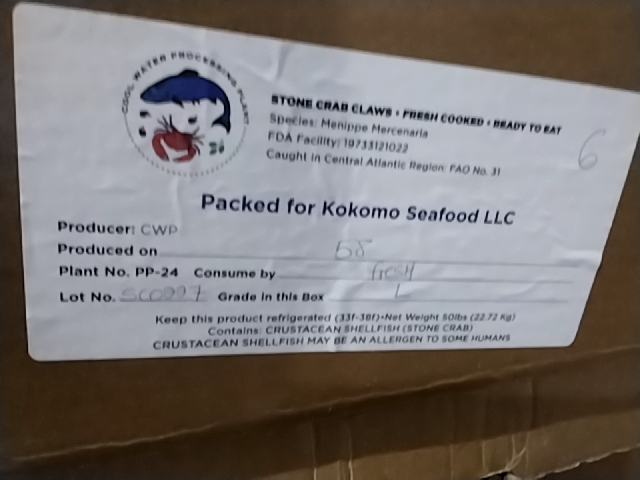 COOL WATER PROCESSING PLANT
STONE CRAB CLAWS • FRESH COOKED • READY TO EAT
Species: Menippe Mercenaria
FDA Facility: 19733121022
Caught in Central Atlantic Region: FAO No. 31
6
Packed for Kokomo Seafood LLC
Producer: CWP
Produced on
Plant No. PP-24 Consume by
Lot No. Grade in this Box L
Keep this product refrigerated (33f-38f)•Net Weight 50lbs (22.72 Kg)
Contains: CRUSTACEAN SHELLFISH (STONE CRAB)
CRUSTACEAN SHELLFISH MAY BE AN ALLERGEN TO SOME HUMANS